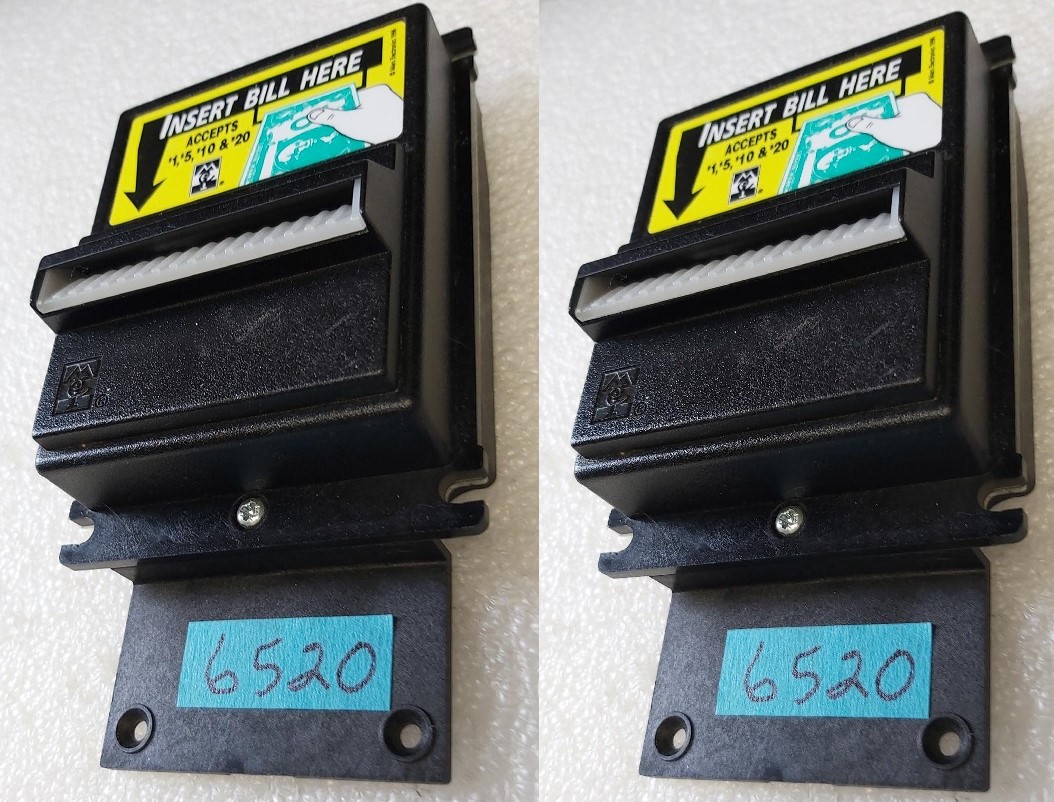 INSERT BILL HERE
ACCEPTS
$1,$5,$10 & $20
6520
INSERT BILL HERE
ACCEPTS
$1,$5,$10 & $20
6520